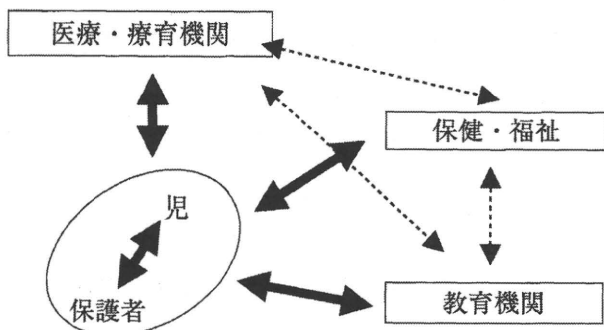 医療・療育機関
保健・福祉
児
保護者
教育機関